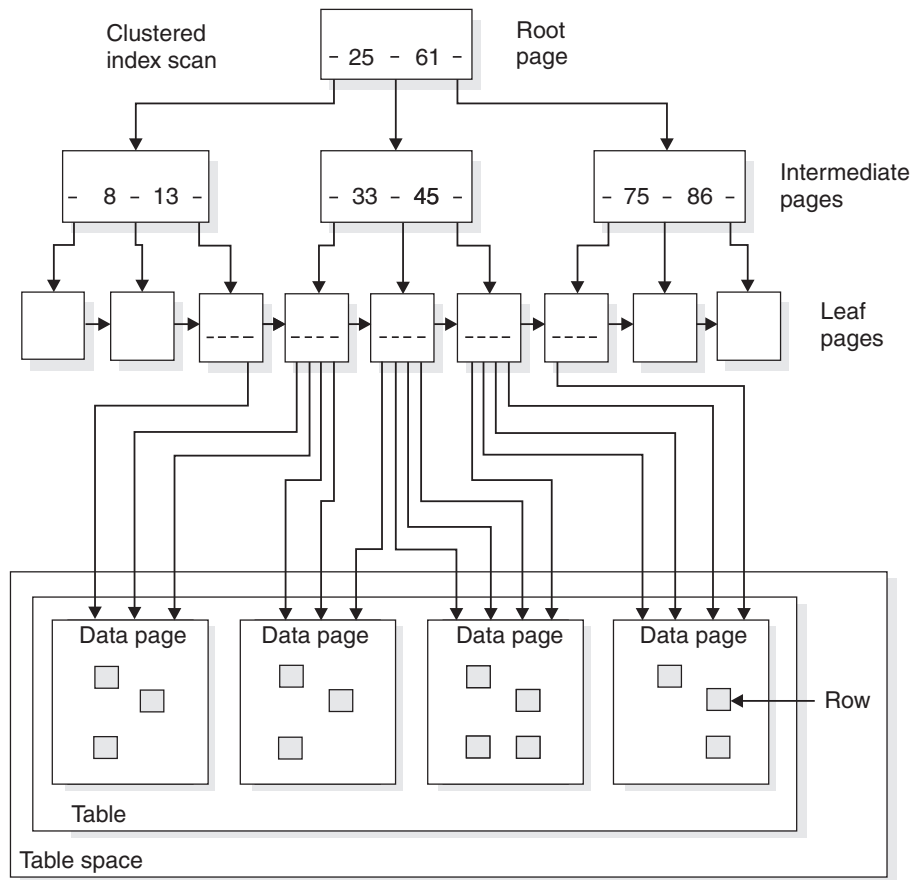 Clustered
index scan
- 25 - 61 -
Root
page
- 8 - 13 -
- 33 - 45 -
- 75 - 86 -
Intermediate
pages
Leaf
pages
Data page
Data page
Data page
Data page
Row
Table
Table space